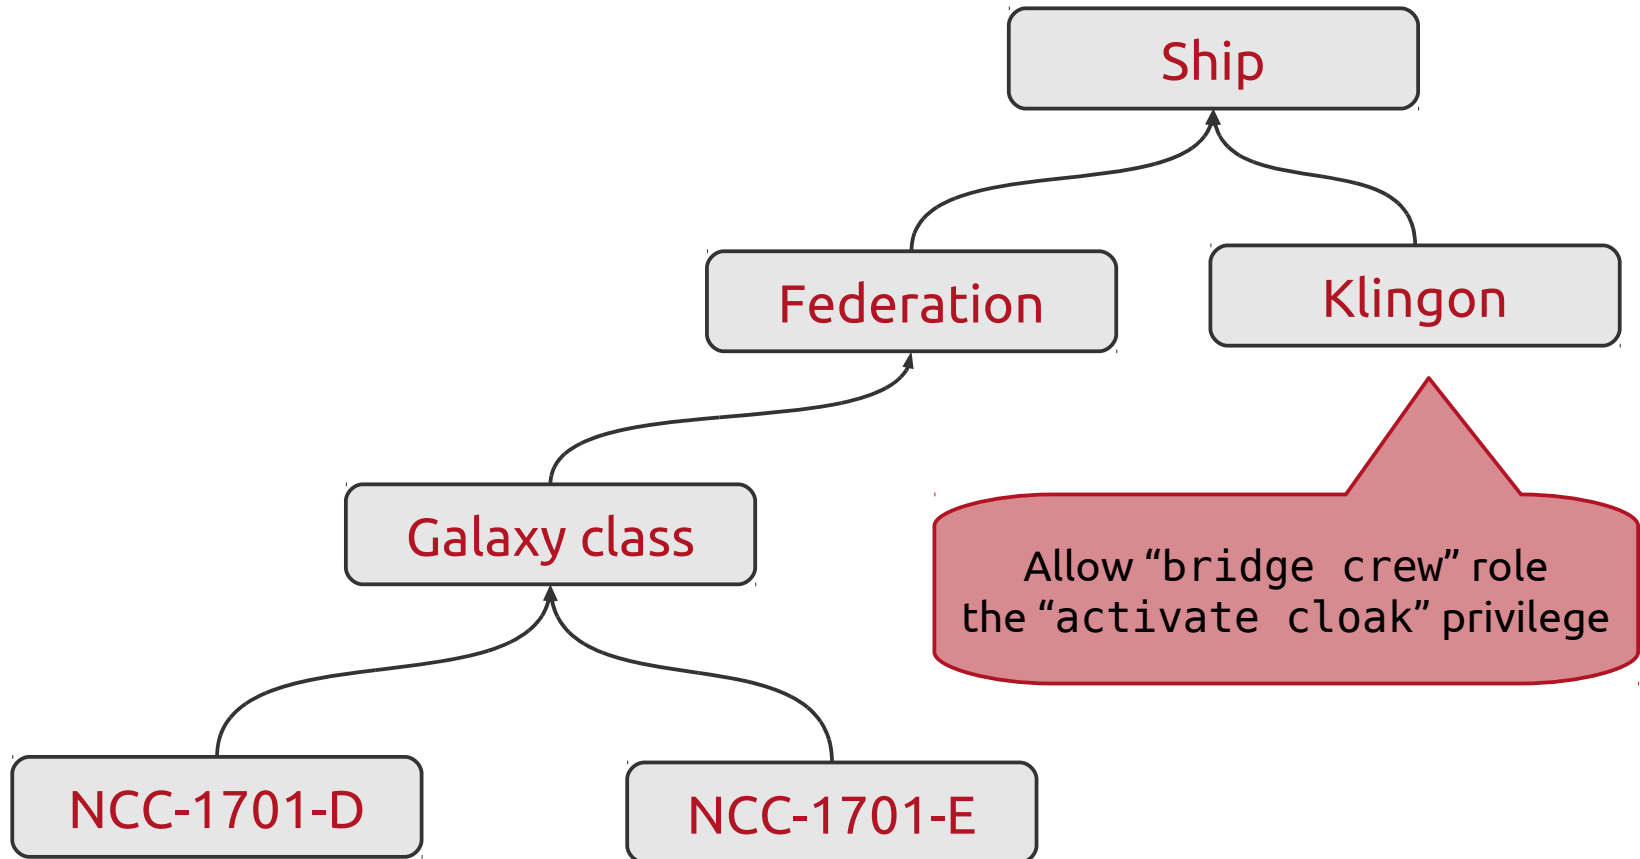 Ship
Federation
Klingon
Galaxy class
Allow “bridge crew” role
the “activate cloak” privilege
NCC-1701-D
NCC-1701-E